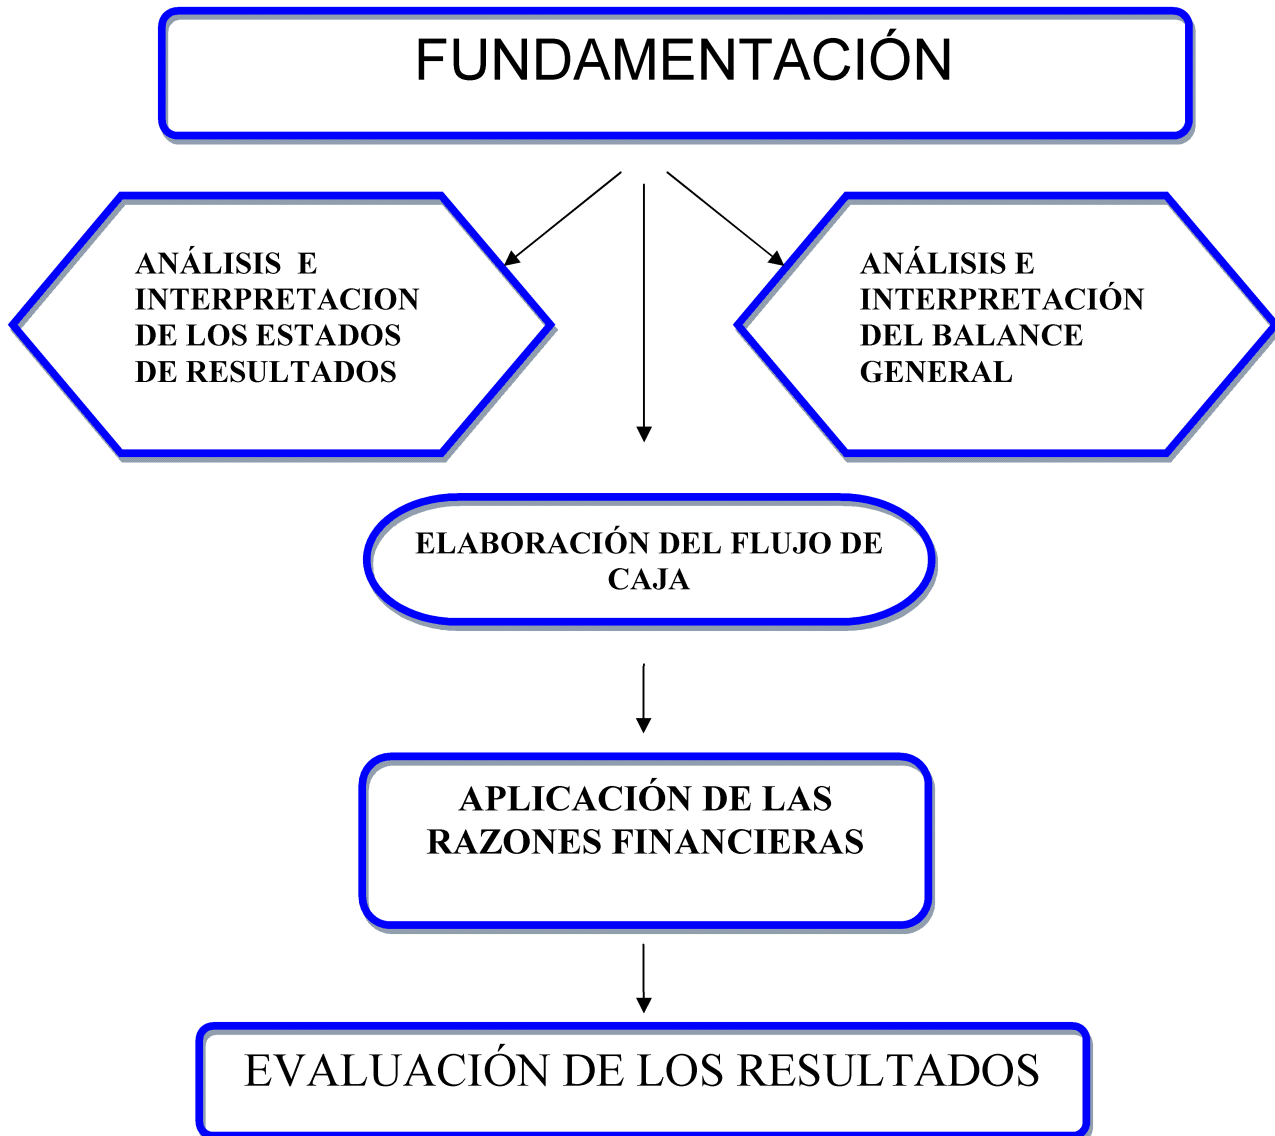 FUNDAMENTACIÓN
ANÁLISIS  E
INTERPRETACION
DE LOS ESTADOS
DE RESULTADOS
ANÁLISIS E
INTERPRETACIÓN
DEL BALANCE
GENERAL
ELABORACIÓN DEL FLUJO DE
CAJA
APLICACIÓN DE LAS
RAZONES FINANCIERAS
EVALUACIÓN DE LOS RESULTADOS